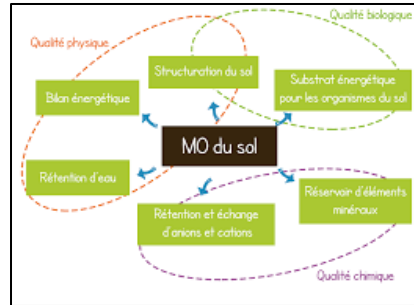 Qualité biologique
Qualité physique
Structuration du sol
Substrat énergétique
pour les organismes du sol
Bilan énergétique
MO du sol
Rétention d'eau
Rétention et échange
d'anions et cations
Réservoir d'éléments
minéraux
Qualité chimique